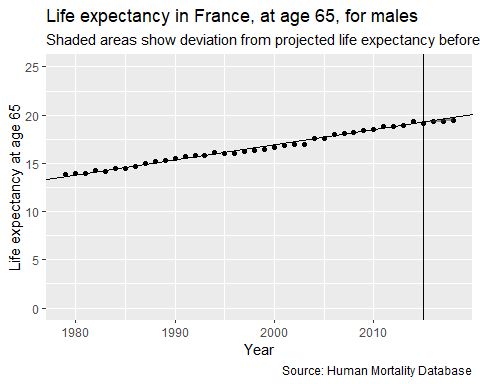 Life expectancy in France, at age 65, for males
Shaded areas show deviation from projected life expectancy before
Life expectancy at age 65
25
20
15
10
5
0
1980 1990 2000 2010
Year
Source: Human Mortality Database